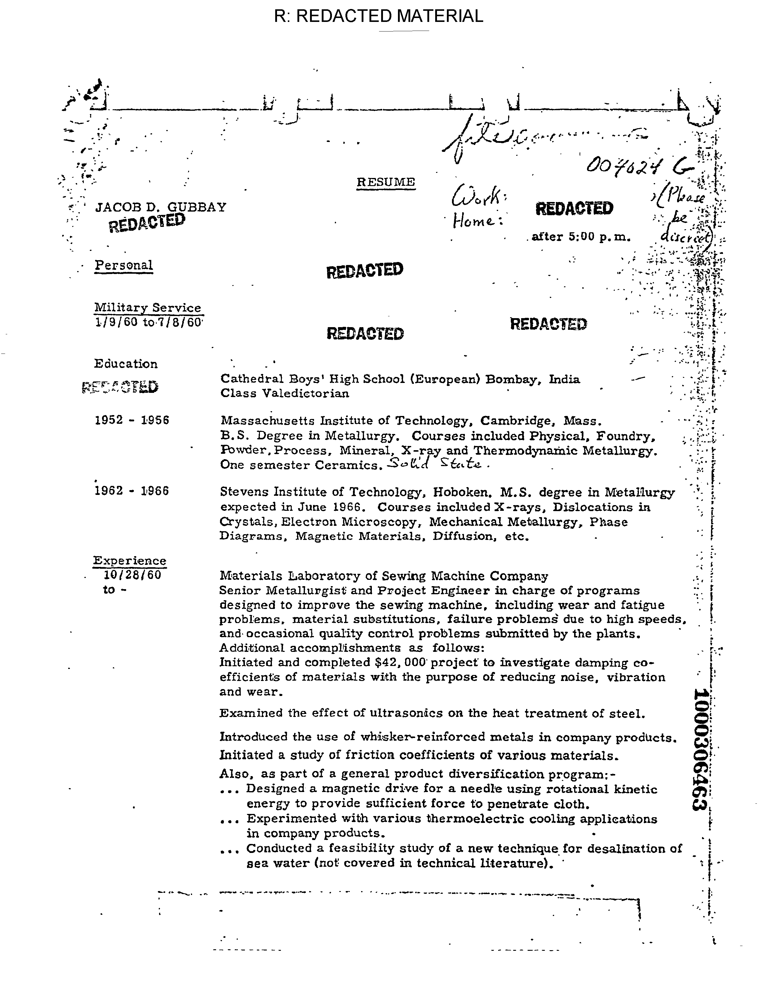 R: REDACTED MATERIAL
004624 G
RESUME
Work: REDACTED (Please
JACOB D. GUBBAY
Home: be
REDACTED
after 5:00 p.m. discreet)
Personal
REDACTED
Military Service
1/9/60 to 7/8/60
REDACTED REDACTED
Education
REDACTED
Cathedral Boys' High School (European) Bombay, India
Class Valedictorian
1952 - 1956 Massachusetts Institute of Technology, Cambridge, Mass.
B.S. Degree in Metallurgy. Courses included Physical, Foundry,
Powder, Process, Mineral, X-ray and Thermodynamic Metallurgy.
One semester Ceramics. Solid State.
1962 - 1966 Stevens Institute of Technology, Hoboken. M.S. degree in Metallurgy
expected in June 1966. Courses included X-rays, Dislocations in
Crystals, Electron Microscopy, Mechanical Metallurgy, Phase
Diagrams, Magnetic Materials, Diffusion, etc.
Experience
10/28/60 Materials Laboratory of Sewing Machine Company
to - Senior Metallurgist and Project Engineer in charge of programs
designed to improve the sewing machine, including wear and fatigue
problems, material substitutions, failure problems due to high speeds,
and occasional quality control problems submitted by the plants.
Additional accomplishments as follows:
Initiated and completed $42,000 project to investigate damping co-
efficients of materials with the purpose of reducing noise, vibration
and wear.
Examined the effect of ultrasonics on the heat treatment of steel.
Introduced the use of whisker-reinforced metals in company products.
Initiated a study of friction coefficients of various materials.
Also, as part of a general product diversification program:-
... Designed a magnetic drive for a needle using rotational kinetic
energy to provide sufficient force to penetrate cloth.
... Experimented with various thermoelectric cooling applications
in company products.
... Conducted a feasibility study of a new technique for desalination of
sea water (not covered in technical literature).
1000306463